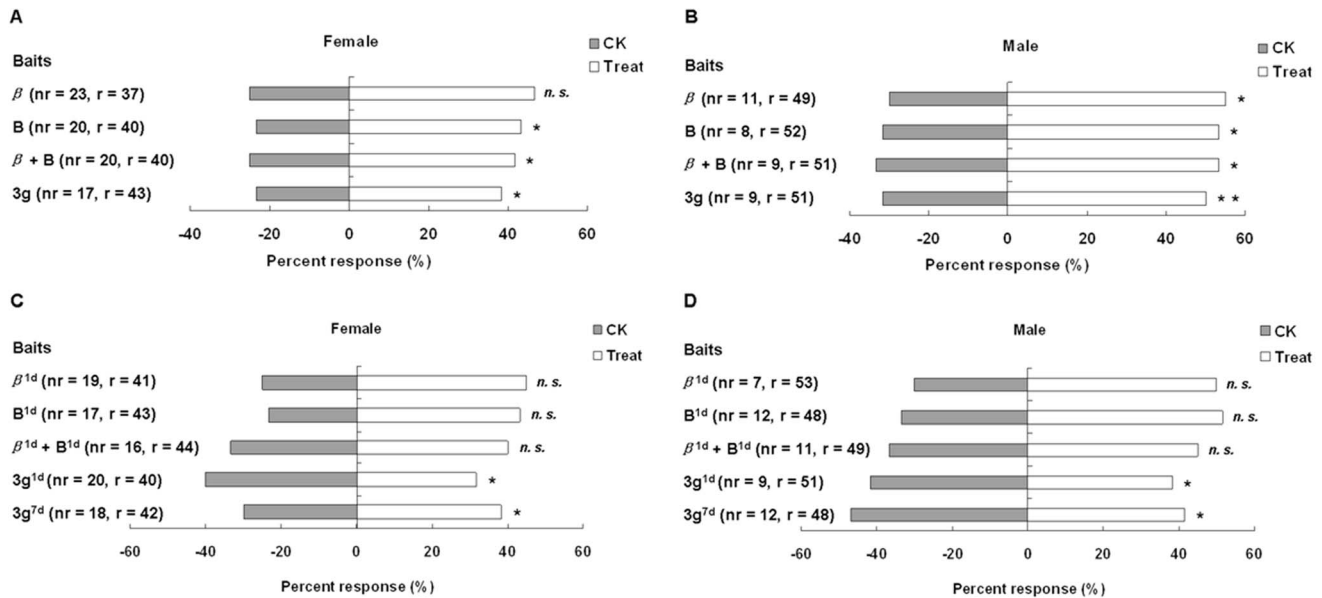 A
Female
CK
Treat
Baits
β (nr = 23, r = 37)
n. s.
B (nr = 20, r = 40)
*
β + B (nr = 20, r = 40)
*
3g (nr = 17, r = 43)
*
-40 -20 0 20 40 60
Percent response (%)
B
Male
CK
Treat
Baits
β (nr = 11, r = 49)
*
B (nr = 8, r = 52)
*
β + B (nr = 9, r = 51)
*
3g (nr = 9, r = 51)
* *
-40 -20 0 20 40 60
Percent response (%)
C
Female
CK
Treat
Baits
β1d (nr = 19, r = 41)
n. s.
B1d (nr = 17, r = 43)
n. s.
β1d + B1d (nr = 16, r = 44)
n. s.
3g1d (nr = 20, r = 40)
*
3g7d (nr = 18, r = 42)
*
-60 -40 -20 0 20 40 60
Percent response (%)
D
Male
CK
Treat
Baits
β1d (nr = 7, r = 53)
n. s.
B1d (nr = 12, r = 48)
n. s.
β1d + B1d (nr = 11, r = 49)
n. s.
3g1d (nr = 9, r = 51)
*
3g7d (nr = 12, r = 48)
*
-60 -40 -20 0 20 40 60
Percent response (%)